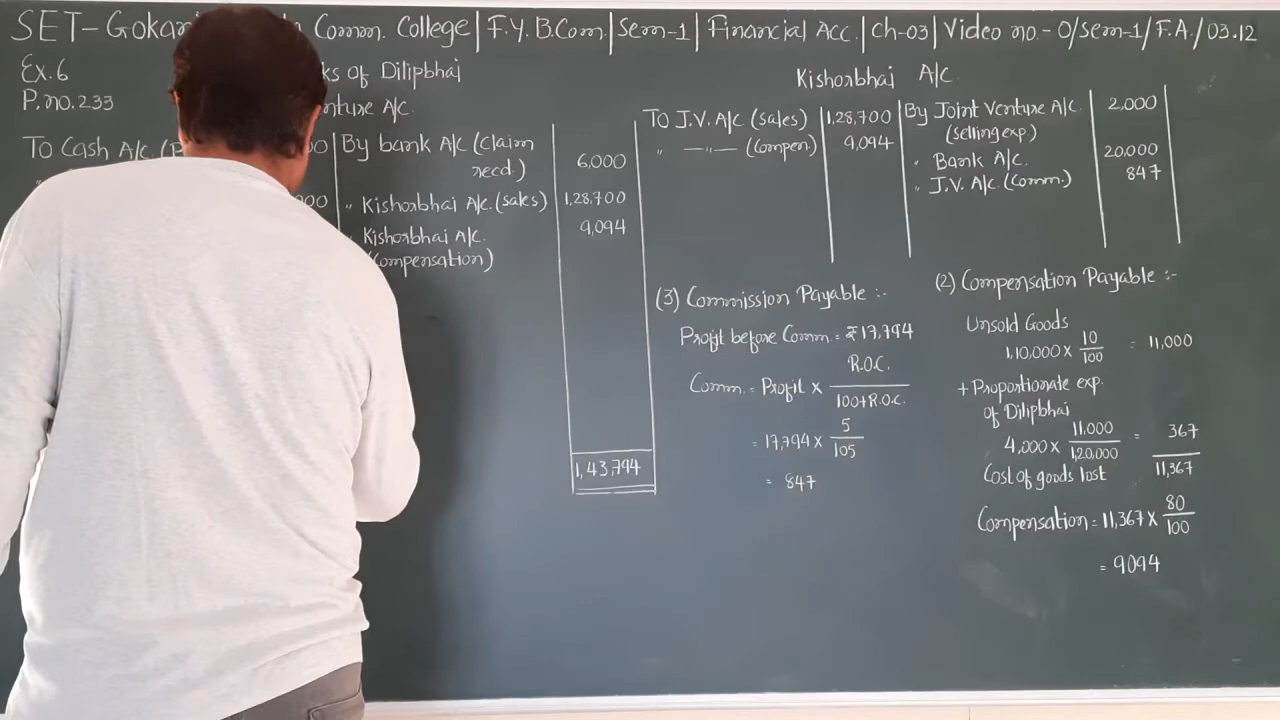 SET-Gokar Comm. College | F.Y. B.Com. | Sem-1 | Financial Acc. | Ch-03 | Video no.- 0/sem-1/F.A./03.12
Ex.6
P.no.233
ks of Dilipbhai
nture A/c.
To Cash A/c (P
00
000
By bank A/c (claim
recd.)
6,000
" Kishorbhai A/c. (sales)
1,28,700
Kishorbhai A/c.
9,094
(compensation)
1,43,794
Kishorbhai A/c.
To J.V. A/c (sales)
1,28,700
" —"— (Compen.)
9,094
By Joint Venture A/c.
2,000
(selling exp)
" Bank A/c.
20,000
" J.V. A/c. (Comm.)
847
(3) Commission Payable :-
Profit before Comm. = ₹ 17,794
Comm. = Profit × R.O.C. / 100+R.O.C.
= 17,794 × 5/105
= 847
(2) Compensation Payable :-
Unsold Goods
1,10,000 × 10/100 = 11,000
+ Proportionate exp.
of Dilipbhai
4,000 × 11,000/1,20,000 = 367
Cost of goods lost 11,367
Compensation = 11,367 × 80/100
= 9094